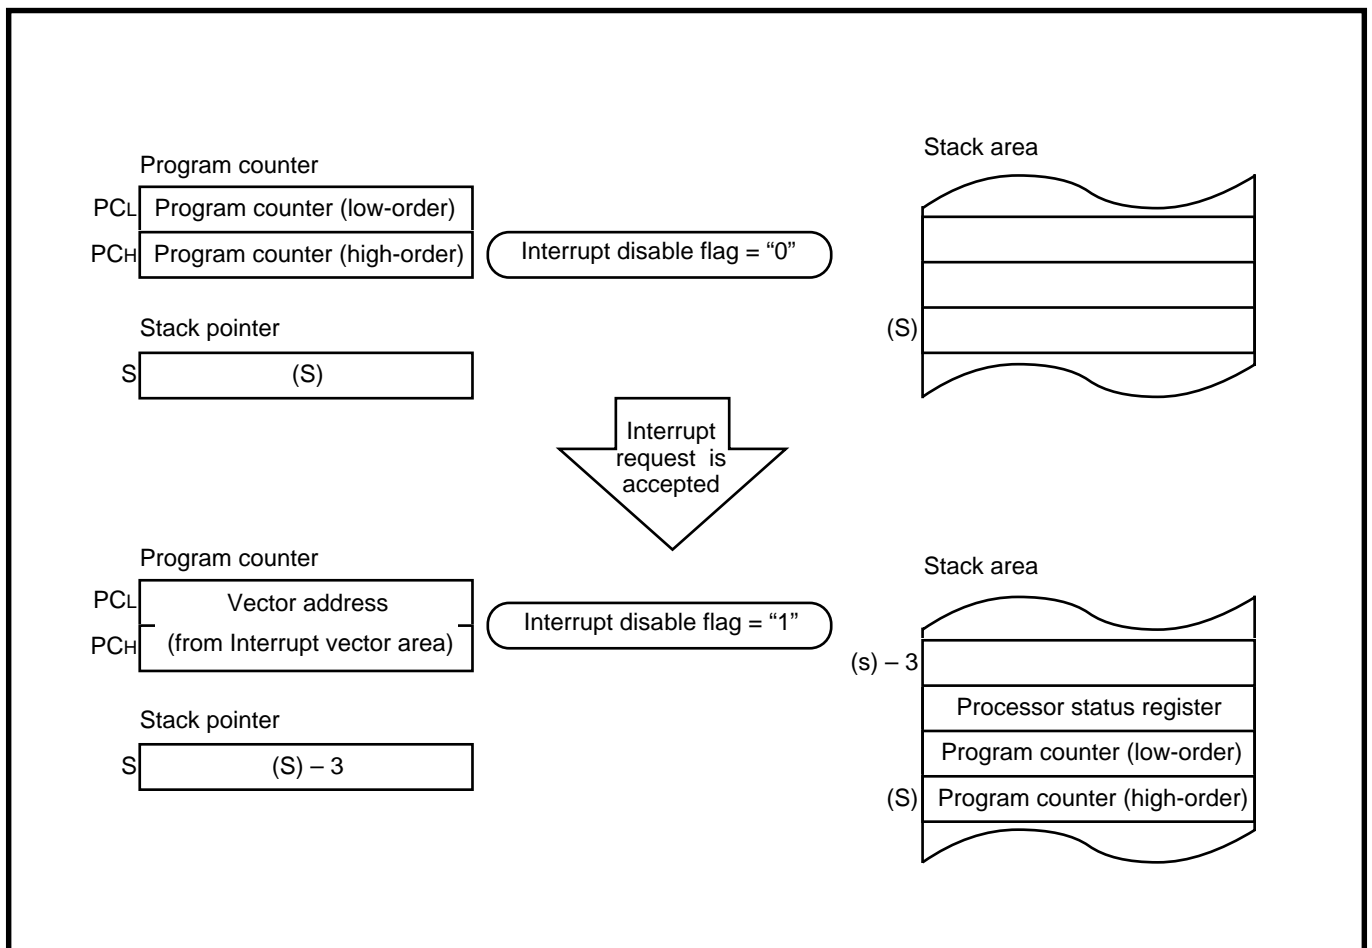 Program counter
PCL Program counter (low-order)
PCH Program counter (high-order)
Interrupt disable flag = “0”
Stack pointer
S (S)
Stack area
(S)
Interrupt
request is
accepted
Program counter
PCL Vector address
PCH (from Interrupt vector area)
Interrupt disable flag = “1”
Stack pointer
S (S) – 3
Stack area
(s) – 3
Processor status register
Program counter (low-order)
(S) Program counter (high-order)